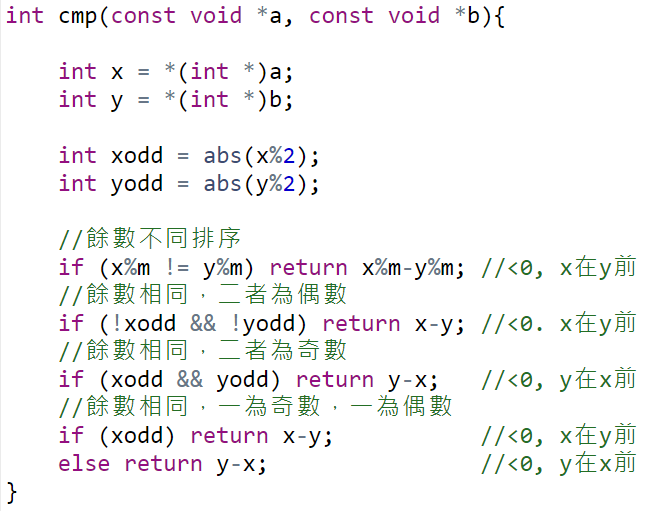 int cmp(const void *a, const void *b){
int x = *(int *)a;
int y = *(int *)b;
int xodd = abs(x%2);
int yodd = abs(y%2);
//餘數不同排序
if (x%m != y%m) return x%m-y%m; //<0, x在y前
//餘數相同，二者為偶數
if (!xodd && !yodd) return x-y; //<0. x在y前
//餘數相同，二者為奇數
if (xodd && yodd) return y-x; //<0, y在x前
//餘數相同，一為奇數，一為偶數
if (xodd) return x-y; //<0, x在y前
else return y-x; //<0, y在x前
}